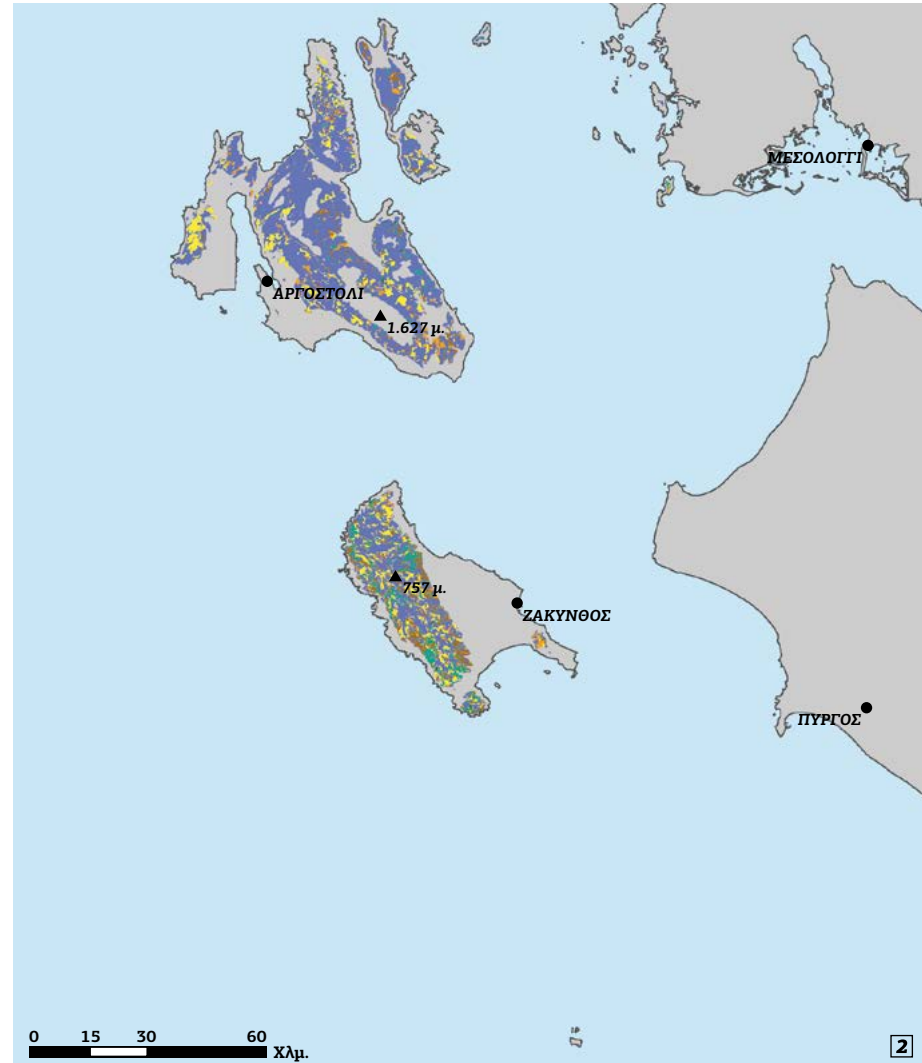 ΜΕΣΟΛΟΓΓΙ
ΑΡΓΟΣΤΟΛΙ
1.627 μ.
757 μ.
ΖΑΚΥΝΘΟΣ
ΠΥΡΓΟΣ
0 15 30 60
Χλμ.
2